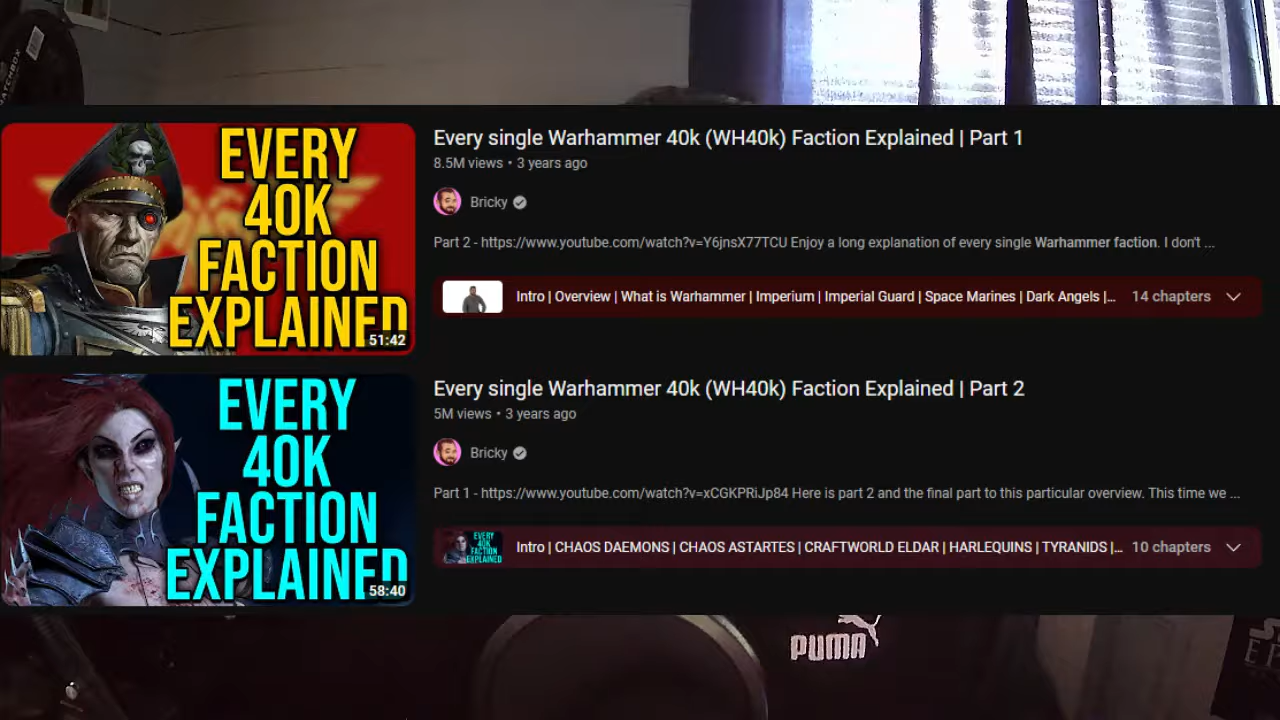 ATCHBOX
EVERY
40K
FACTION
EXPLAINED
51:42
Every single Warhammer 40k (WH40k) Faction Explained | Part 1
8.5M views • 3 years ago
Bricky
Part 2 - https://www.youtube.com/watch?v=Y6jnsX77TCU Enjoy a long explanation of every single Warhammer faction. I don't ...
Intro | Overview | What is Warhammer | Imperium | Imperial Guard | Space Marines | Dark Angels |... 14 chapters
EVERY
40K
FACTION
EXPLAINED
58:40
Every single Warhammer 40k (WH40k) Faction Explained | Part 2
5M views • 3 years ago
Bricky
Part 1 - https://www.youtube.com/watch?v=xCGKPRiJp84 Here is part 2 and the final part to this particular overview. This time we ...
EVERY
40K
FACTION
EXPLAINED
Intro | CHAOS DAEMONS | CHAOS ASTARTES | CRAFTWORLD ELDAR | HARLEQUINS | TYRANIDS |... 10 chapters
PUMA